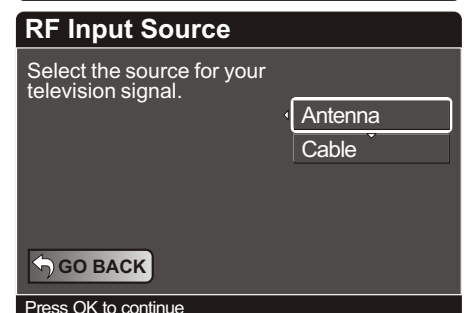 RF Input Source
Select the source for your
television signal.
Antenna
Cable
GO BACK
Press OK to continue